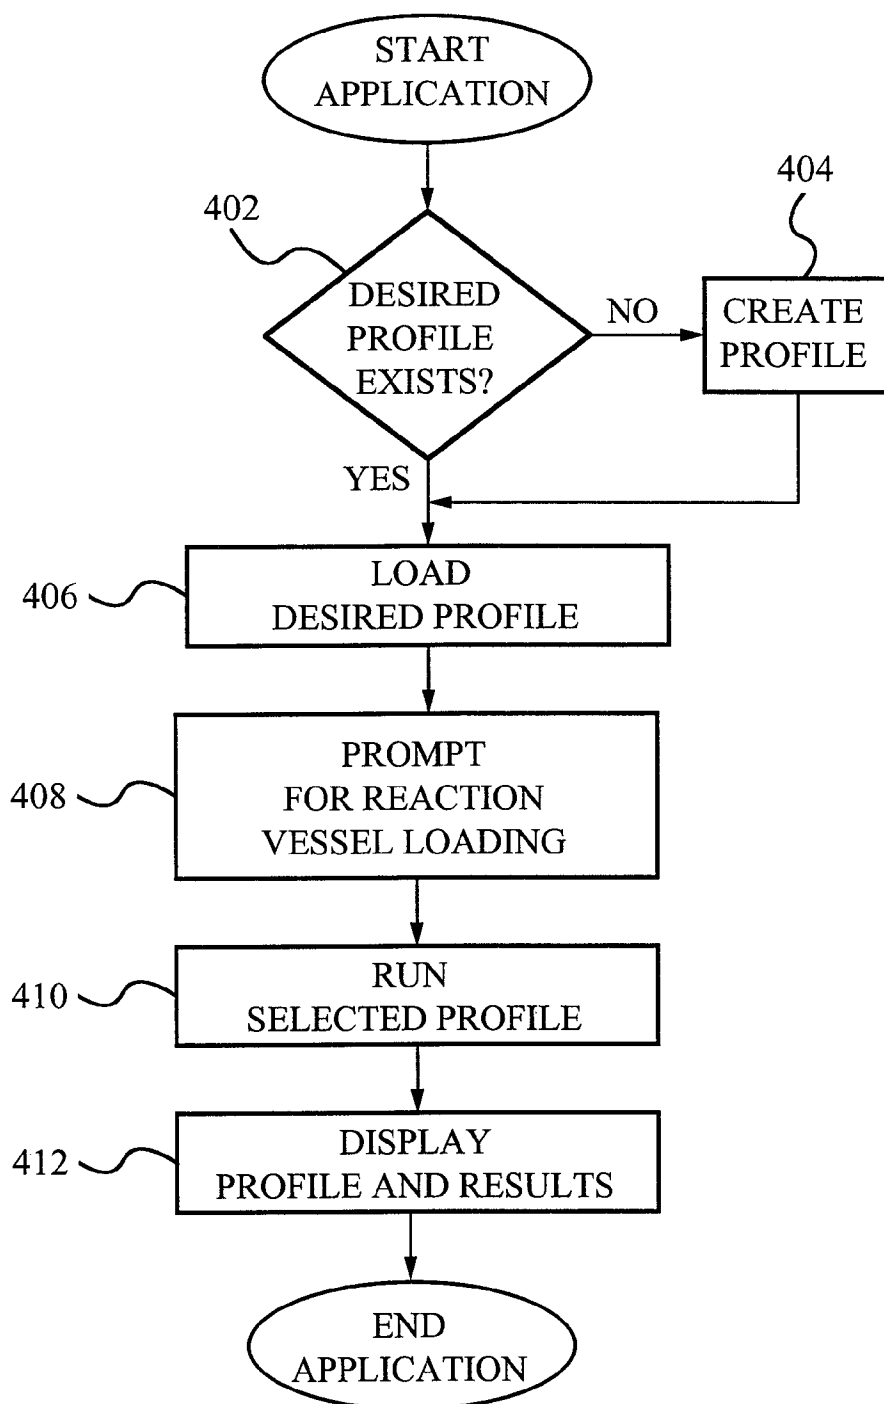 START
APPLICATION
404
402
DESIRED
PROFILE
EXISTS?
NO
CREATE
PROFILE
YES
LOAD
DESIRED PROFILE
406
PROMPT
FOR REACTION
VESSEL LOADING
408
RUN
SELECTED PROFILE
410
DISPLAY
PROFILE AND RESULTS
412
END
APPLICATION